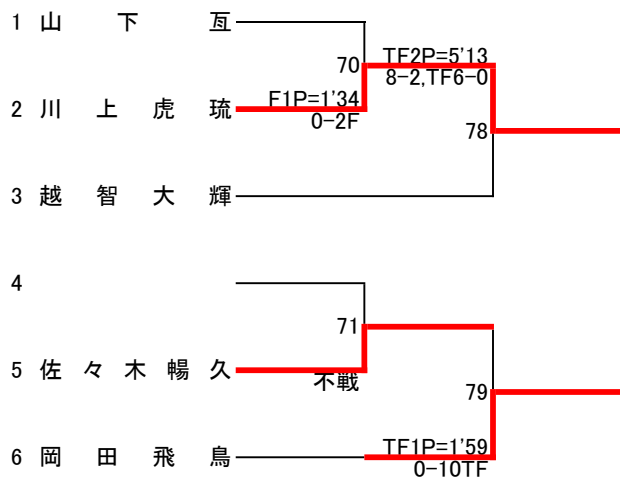 1 山下亙
70
TF2P=5'13
8-2,TF6-0
2 川上虎琉
F1P=1'34
0-2F
78
3 越智大輝
4
71
5 佐々木暢久
不戦
79
6 岡田飛鳥
TF1P=1'59
0-10TF